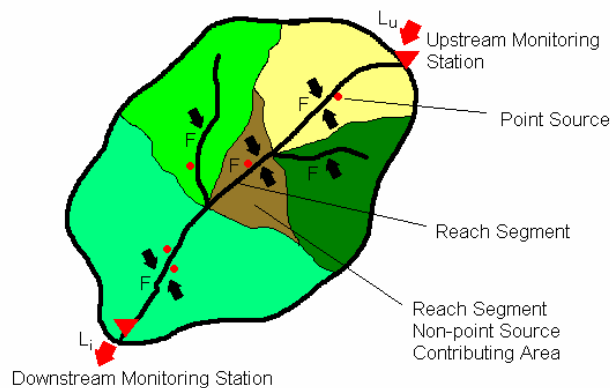 Lu
Upstream Monitoring
Station
F
Point Source
F
F
F
Reach Segment
F
Reach Segment
Non-point Source
Contributing Area
Li
Downstream Monitoring Station